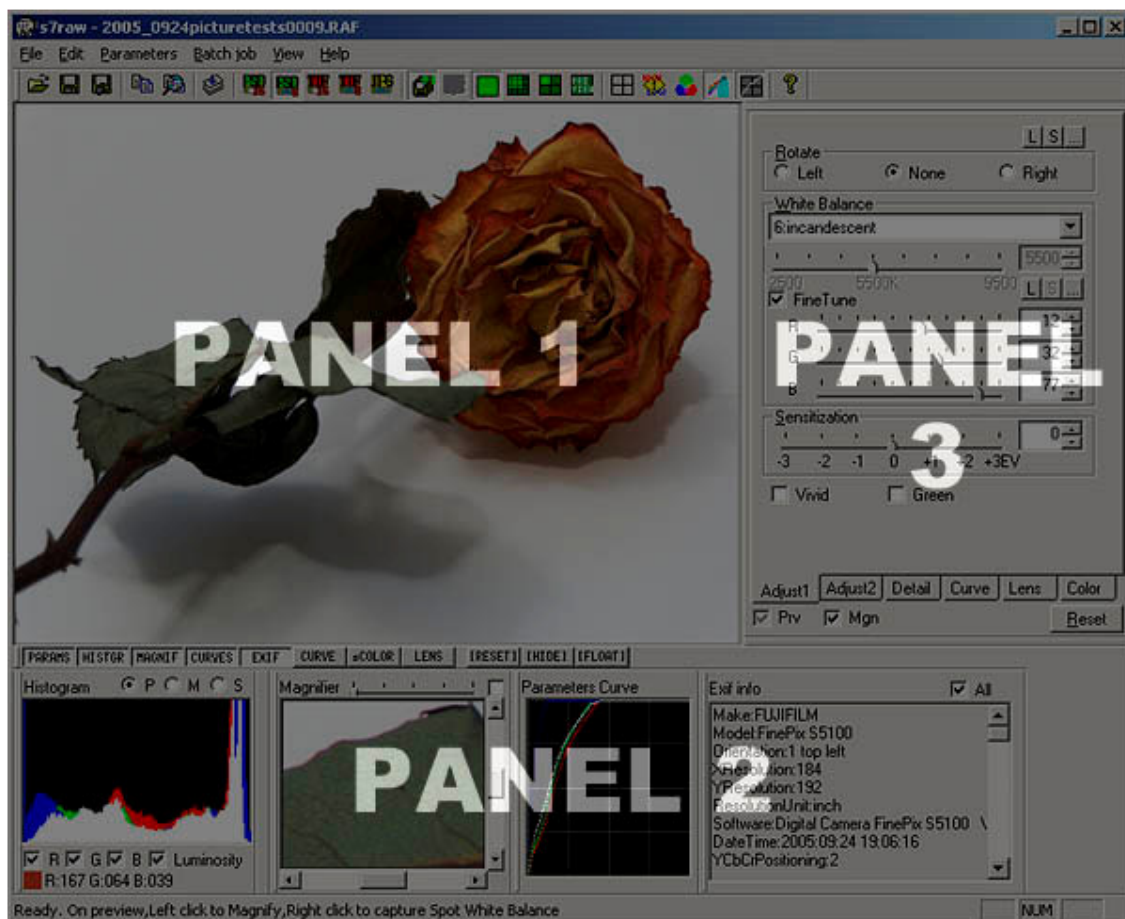 s7raw - 2005_0924picturetests0009.RAF
File Edit Parameters Batch job View Help
L S ...
Rotate
Left None Right
White Balance
6:incandescent
5500
2500 5500K 9500 L S ...
FineTune
R 12
G 32
B 77
PANEL 1
PANEL
3
Sensitization
0
-3 -2 -1 0 +1 +2 +3EV
Vivid Green
Adjust1 Adjust2 Detail Curve Lens Color
Prv Mgn Reset
PARAMS HISTGR MAGNIF CURVES EXIF CURVE sCOLOR LENS [RESET] [HIDE] [FLOAT]
Histogram P M S
Magnifier
Parameters Curve
Exif info All
Make:FUJIFILM
Model:FinePix S5100
Orientation:1 top left
XResolution:184
YResolution:192
ResolutionUnit:inch
Software:Digital Camera FinePix S5100 \
DateTime:2005:09:24 19:06:16
YCbCrPositioning:2
PANEL 2
R G B Luminosity
R:167 G:064 B:039
Ready. On preview,Left click to Magnify,Right click to capture Spot White Balance
NUM